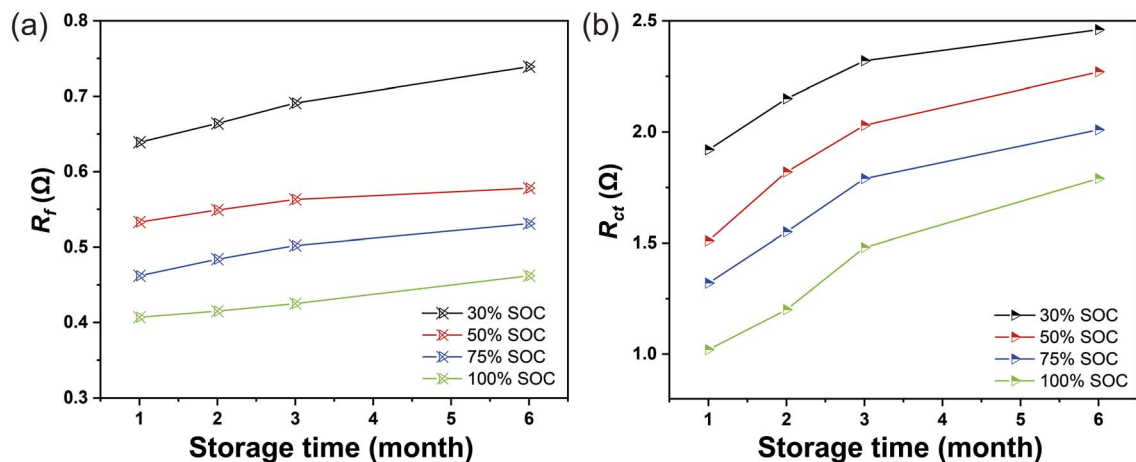 (a)
0.8
0.7
0.6
0.5
0.4
0.3
R_f (Ω)
1 2 3 4 5 6
Storage time (month)
30% SOC
50% SOC
75% SOC
100% SOC
(b)
2.5
2.0
1.5
1.0
R_ct (Ω)
1 2 3 4 5 6
Storage time (month)
30% SOC
50% SOC
75% SOC
100% SOC